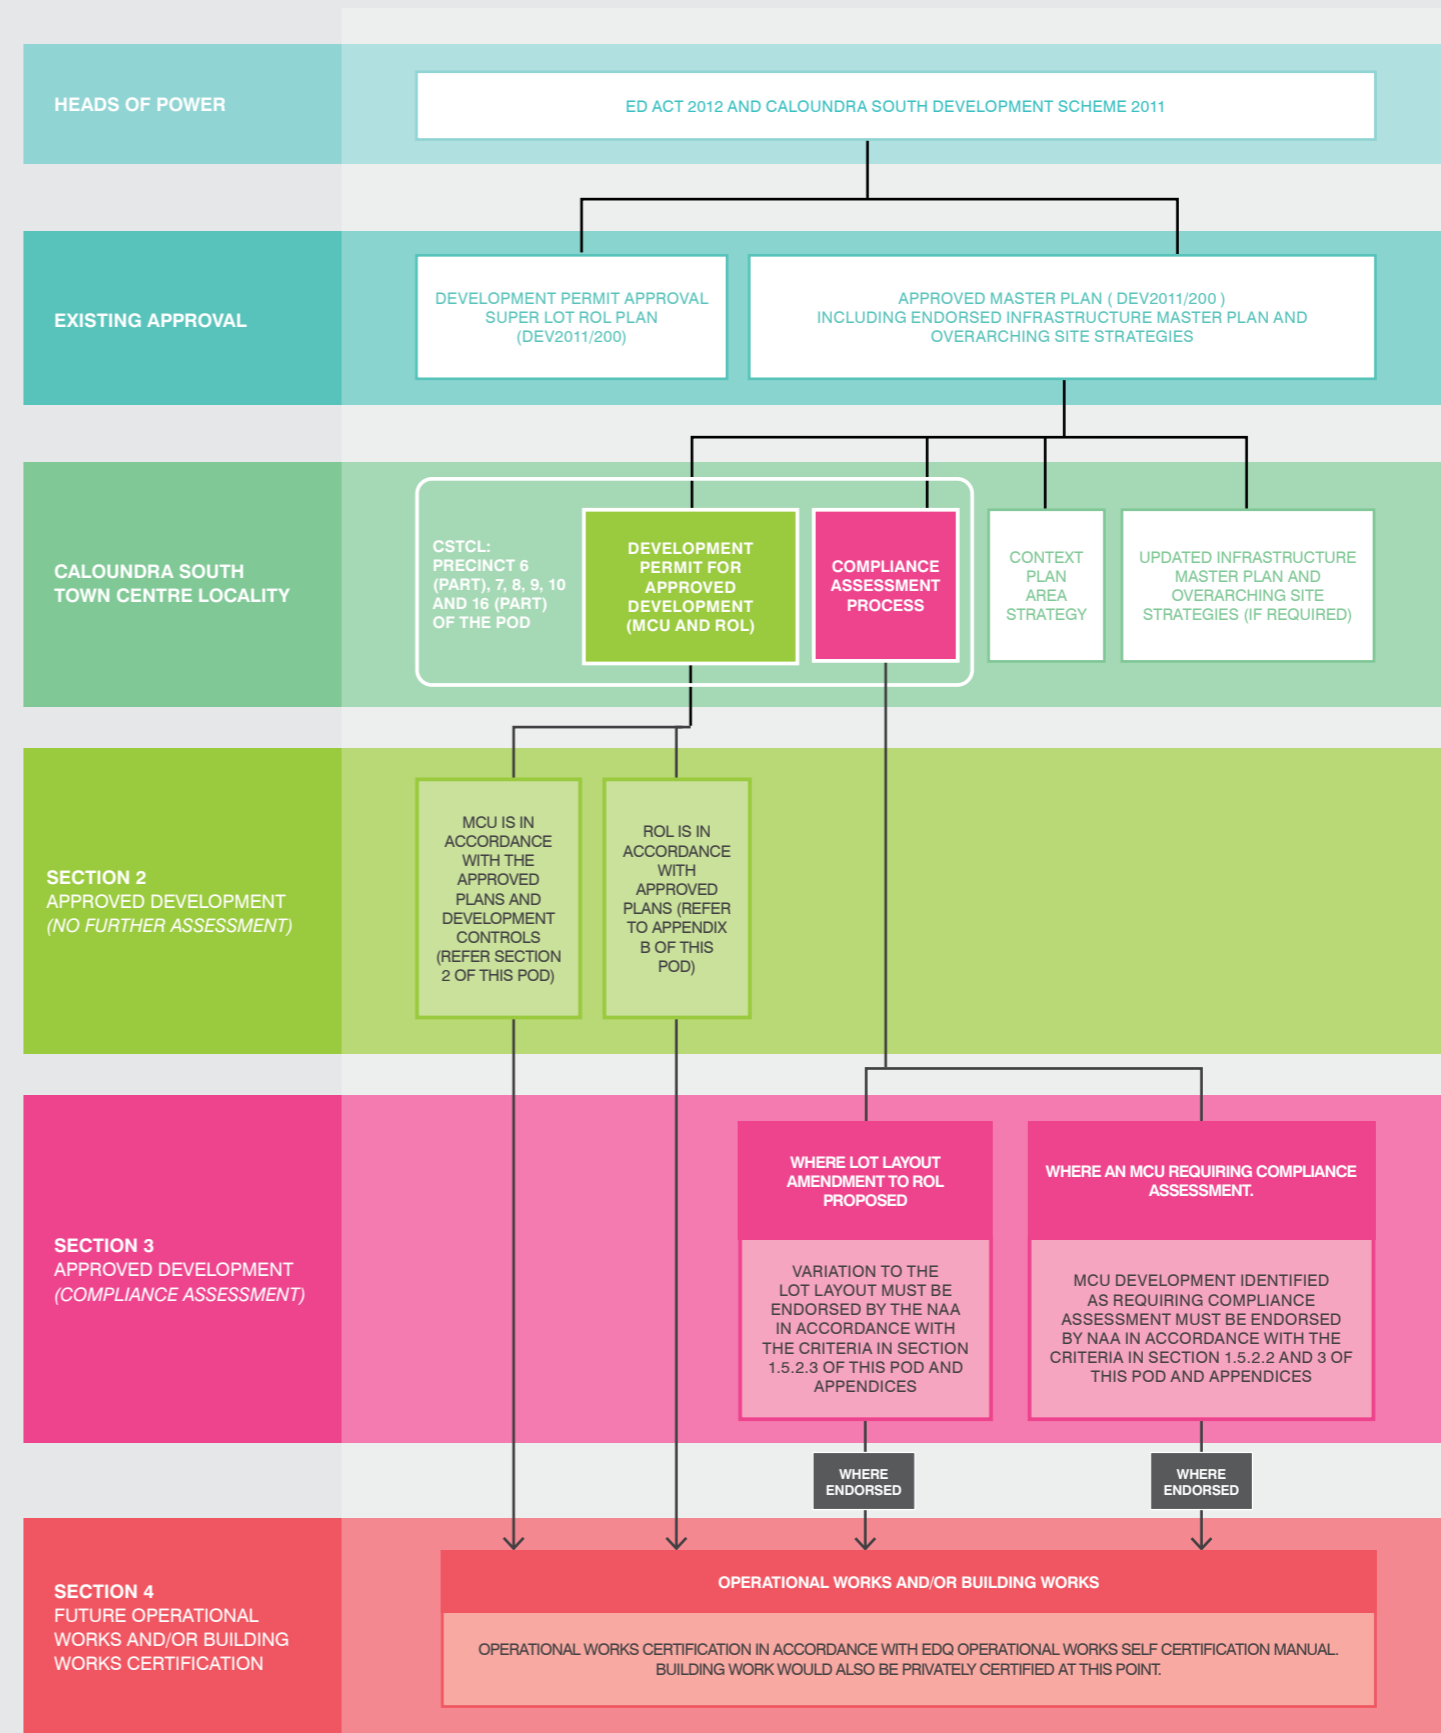 HEADS OF POWER
ED ACT 2012 AND CALOUNDRA SOUTH DEVELOPMENT SCHEME 2011
EXISTING APPROVAL
DEVELOPMENT PERMIT APPROVAL
SUPER LOT ROL PLAN
(DEV2011/200)
APPROVED MASTER PLAN ( DEV2011/200 )
INCLUDING ENDORSED INFRASTRUCTURE MASTER PLAN AND
OVERARCHING SITE STRATEGIES
CALOUNDRA SOUTH
TOWN CENTRE LOCALITY
CSTCL:
PRECINCT 6
(PART), 7, 8, 9, 10
AND 16 (PART)
OF THE POD
DEVELOPMENT
PERMIT FOR
APPROVED
DEVELOPMENT
(MCU AND ROL)
COMPLIANCE
ASSESSMENT
PROCESS
CONTEXT
PLAN
AREA
STRATEGY
UPDATED INFRASTRUCTURE
MASTER PLAN AND
OVERARCHING SITE
STRATEGIES (IF REQUIRED)
SECTION 2
APPROVED DEVELOPMENT
(NO FURTHER ASSESSMENT)
MCU IS IN
ACCORDANCE
WITH THE
APPROVED
PLANS AND
DEVELOPMENT
CONTROLS
(REFER SECTION
2 OF THIS POD)
ROL IS IN
ACCORDANCE
WITH
APPROVED
PLANS (REFER
TO APPENDIX
B OF THIS
POD)
SECTION 3
APPROVED DEVELOPMENT
(COMPLIANCE ASSESSMENT)
WHERE LOT LAYOUT
AMENDMENT TO ROL
PROPOSED
VARIATION TO THE
LOT LAYOUT MUST BE
ENDORSED BY THE NAA
IN ACCORDANCE WITH
THE CRITERIA IN SECTION
1.5.2.3 OF THIS POD AND
APPENDICES
WHERE AN MCU REQUIRING COMPLIANCE
ASSESSMENT.
MCU DEVELOPMENT IDENTIFIED
AS REQUIRING COMPLIANCE
ASSESSMENT MUST BE ENDORSED
BY NAA IN ACCORDANCE WITH THE
CRITERIA IN SECTION 1.5.2.2 AND 3 OF
THIS POD AND APPENDICES
WHERE
ENDORSED
WHERE
ENDORSED
SECTION 4
FUTURE OPERATIONAL
WORKS AND/OR BUILDING
WORKS CERTIFICATION
OPERATIONAL WORKS AND/OR BUILDING WORKS
OPERATIONAL WORKS CERTIFICATION IN ACCORDANCE WITH EDQ OPERATIONAL WORKS SELF CERTIFICATION MANUAL.
BUILDING WORK WOULD ALSO BE PRIVATELY CERTIFIED AT THIS POINT.